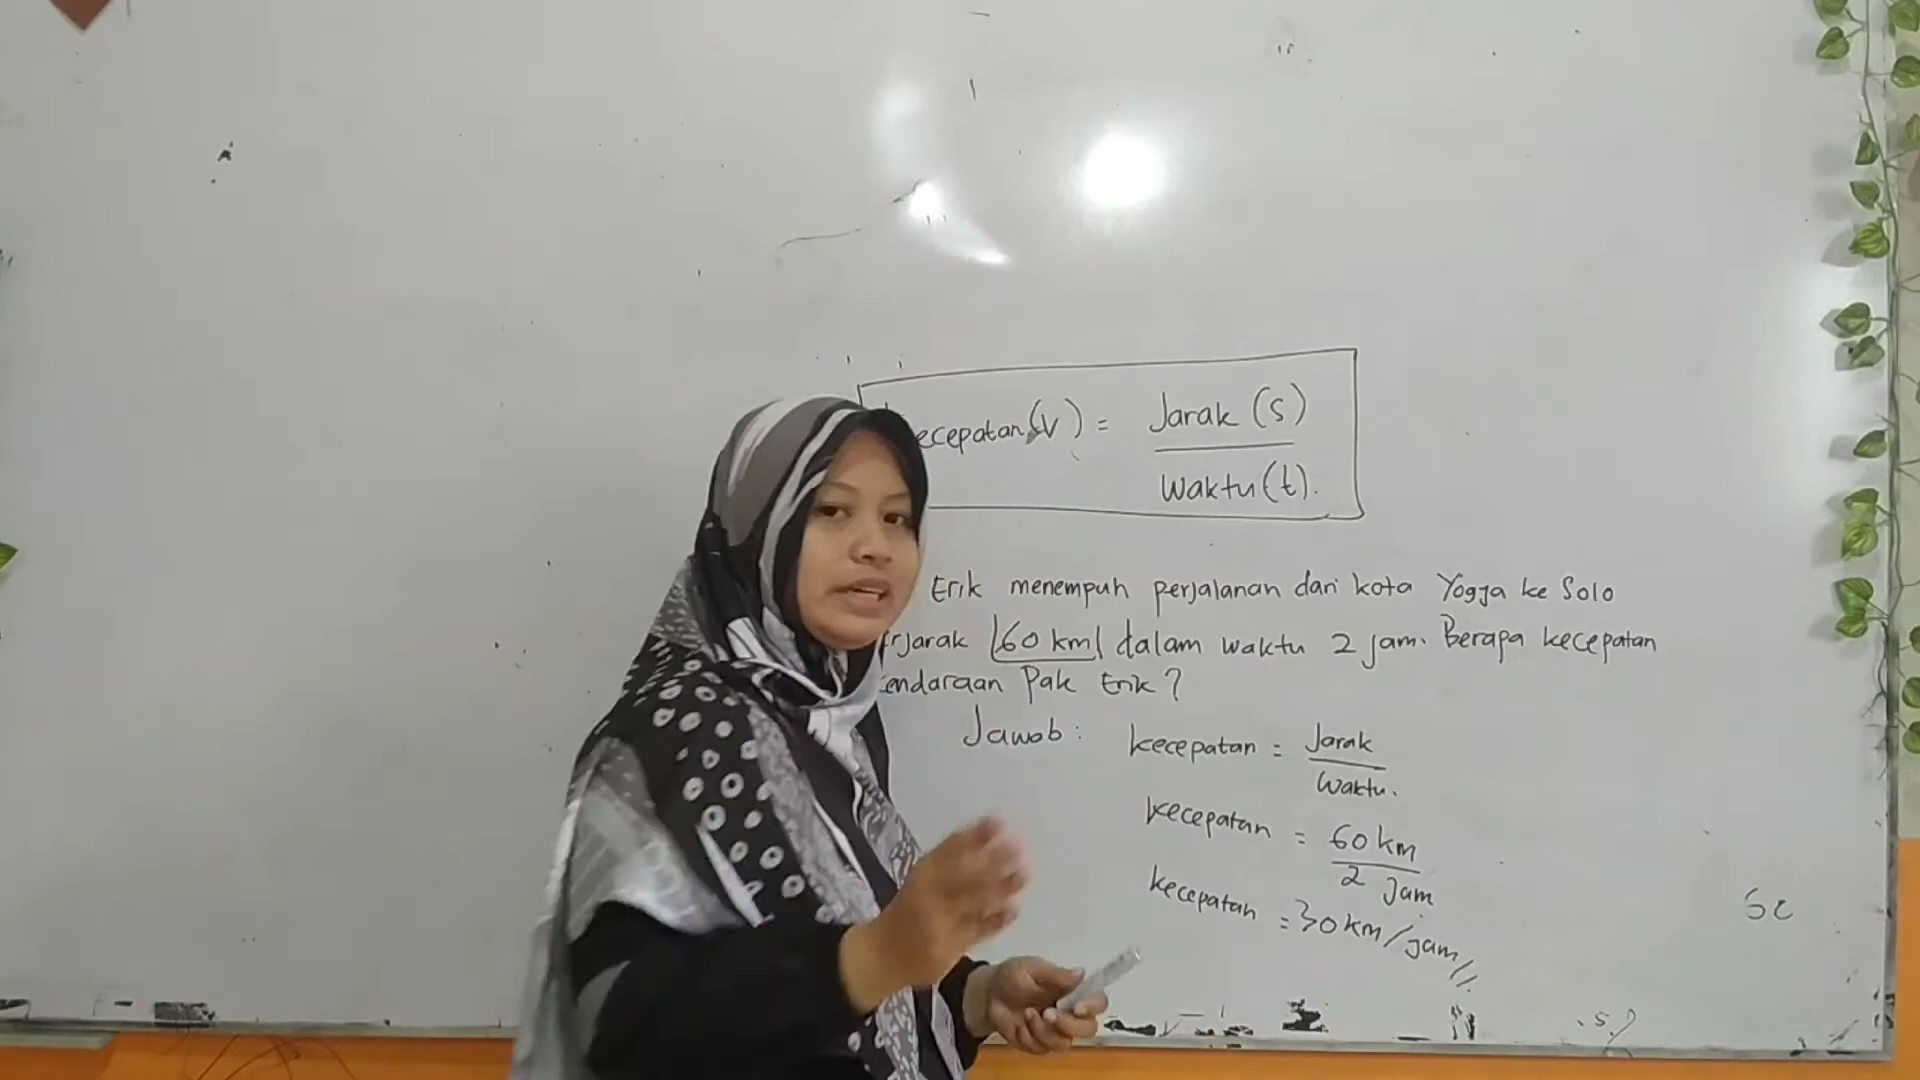 ecepatan (v) = Jarak (s)
Waktu (t).
Erik menempuh perjalanan dari kota Yogja ke Solo
rjarak 60 km dalam waktu 2 jam. Berapa kecepatan
endaraan Pak Erik?
Jawab: kecepatan = Jarak
Waktu.
kecepatan = 60 km
2 Jam
kecepatan = 30 km/jam //